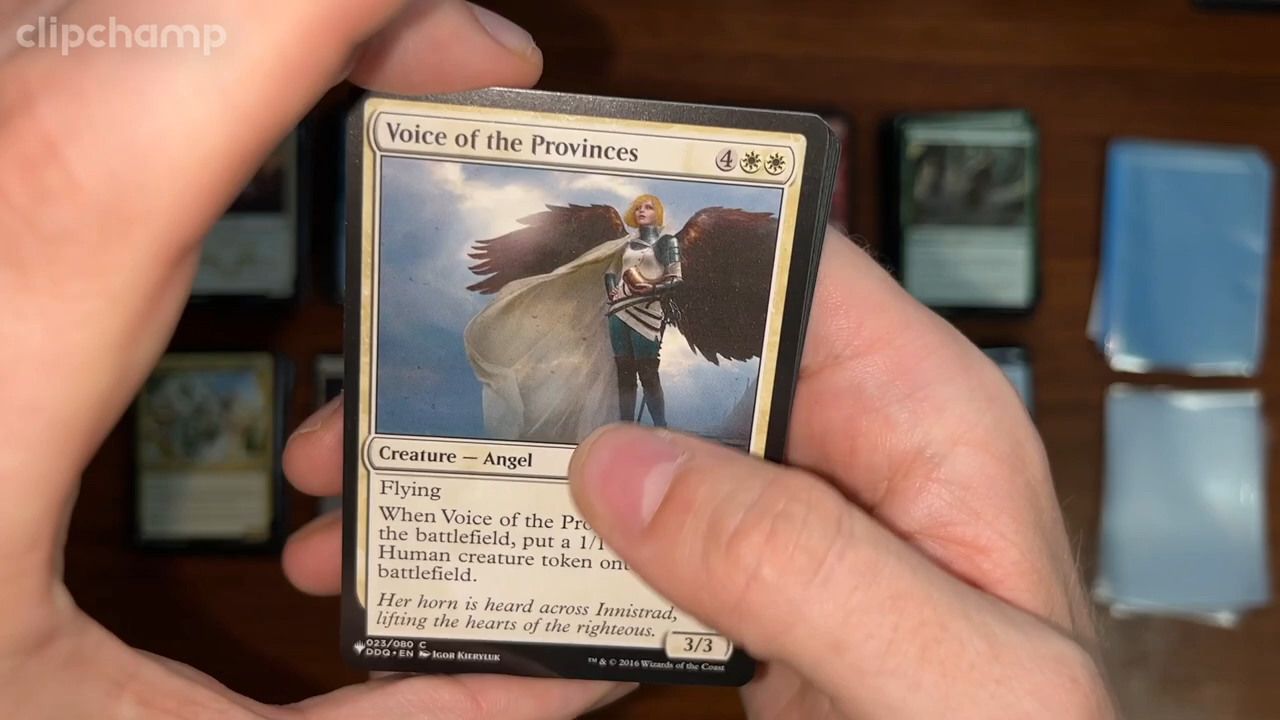 clipchamp
Voice of the Provinces 4
Creature — Angel
Flying
When Voice of the Pro
the battlefield, put a 1/1
Human creature token on
battlefield.
Her horn is heard across Innistrad,
lifting the hearts of the righteous.
3/3
023/080 C
DDQ • EN Igor Kieryluk
™ & © 2016 Wizards of the Coast